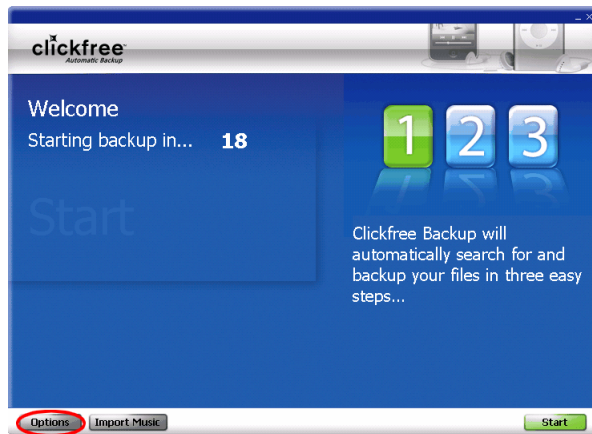 clickfree
Automatic Backup
Welcome
Starting backup in... 18
Start
1 2 3
Clickfree Backup will
automatically search for and
backup your files in three easy
steps...
Options Import Music Start